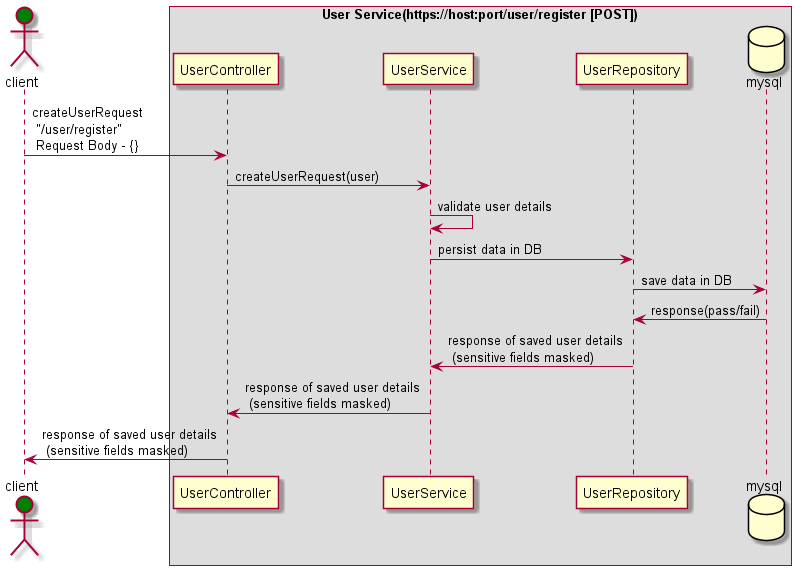 User Service(https://host:port/user/register [POST])
client
UserController
UserService
UserRepository
mysql
createUserRequest
"/user/register"
Request Body - {}
createUserRequest(user)
validate user details
persist data in DB
save data in DB
response(pass/fail)
response of saved user details
(sensitive fields masked)
response of saved user details
(sensitive fields masked)
response of saved user details
(sensitive fields masked)
client
UserController
UserService
UserRepository
mysql